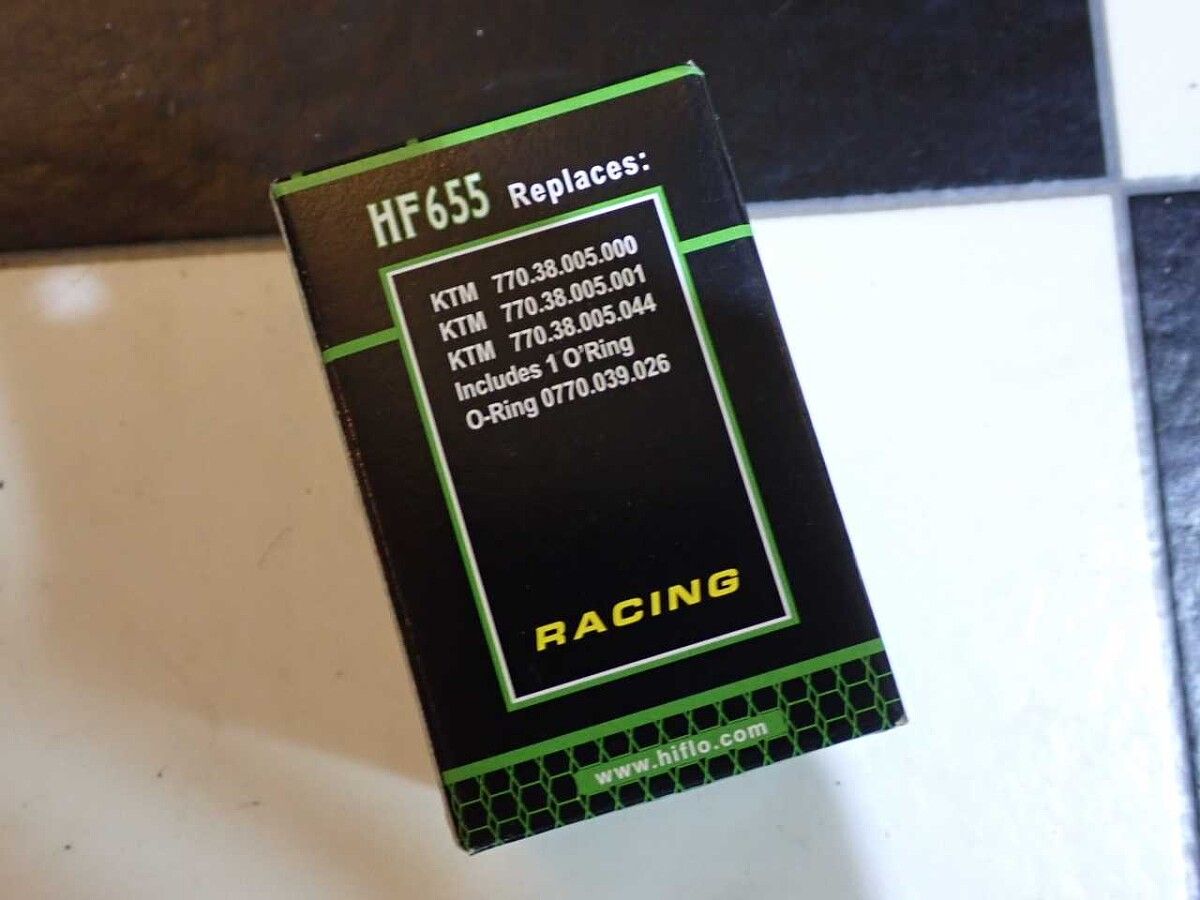 HF655 Replaces:
KTM 770.38.005.000
KTM 770.38.005.001
KTM 770.38.005.044
Includes 1 O'Ring
O-Ring 0770.039.026
RACING
www.hiflo.com